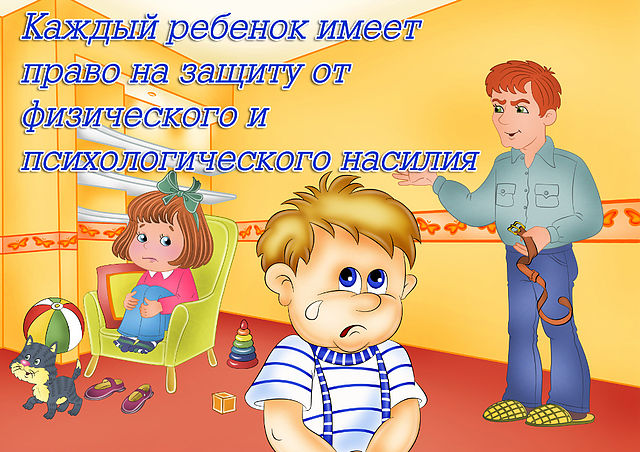 Каждый ребенок имеет
право на защиту от
физического и
психологического насилия